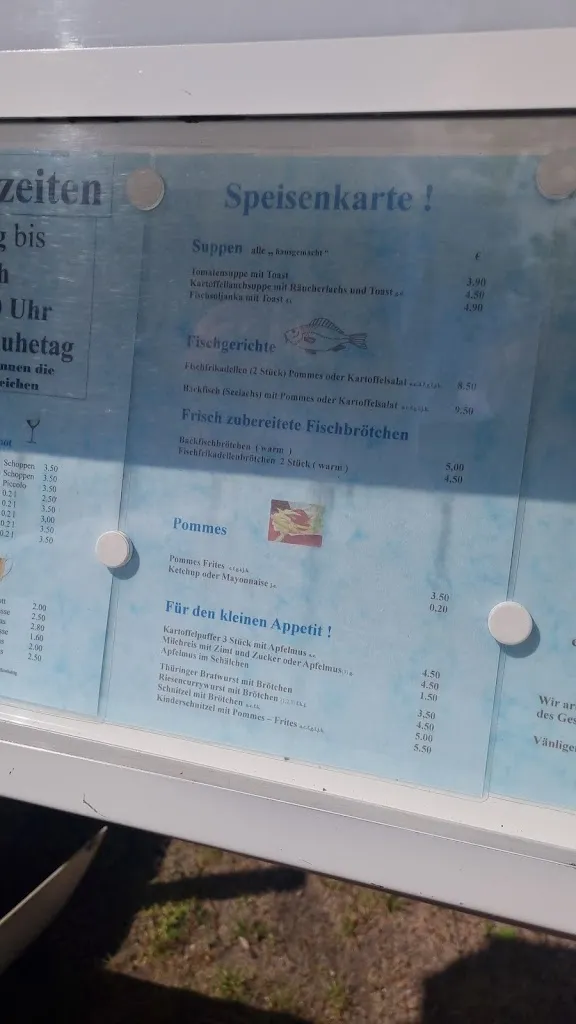 zeiten
bis
Uhr
uhetag
nnen die
eichen
Schoppen 3.50
Schoppen 3.50
Piccolo 3.50
0.2 l 2.50
0.2 l 3.50
0.2 l 3.00
0.2 l 3.50
0.2 l 3.50
2.00
2.50
2.80
1.60
2.00
2.50
Speisenkarte !
Suppen alle „ hausgemacht " €
Tomatensuppe mit Toast 3.90
Kartoffellauchsuppe mit Räucherlachs und Toast 4.50
Fischsoljanka mit Toast 4.90
Fischgerichte
Fischfrikadellen (2 Stück) Pommes oder Kartoffelsalat 8.50
Backfisch (Seelachs) mit Pommes oder Kartoffelsalat 9.50
Frisch zubereitete Fischbrötchen
Backfischbrötchen ( warm ) 5,00
Fischfrikadellenbrötchen 2 Stück ( warm ) 4,50
Pommes
Pommes Frites 3.50
Ketchup oder Mayonnaise 0.20
Für den kleinen Appetit !
Kartoffelpuffer 3 Stück mit Apfelmus 4.50
Milchreis mit Zimt und Zucker oder Apfelmus 4.50
Apfelmus im Schälchen 1.50
Thüringer Bratwurst mit Brötchen 3.50
Riesencurrywurst mit Brötchen 4.50
Schnitzel mit Brötchen 5.00
Kinderschnitzel mit Pommes – Frites 5.50
Wir ar
des Ges
Vänlige